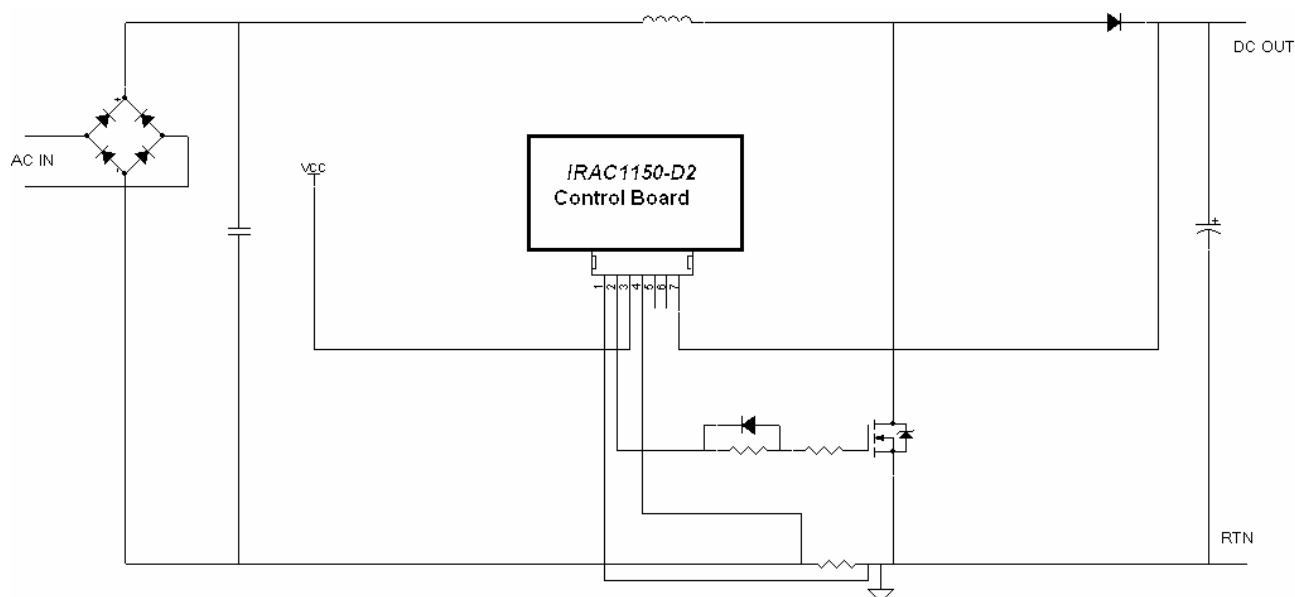 DC OUT
+
AC IN
-
VCC
IRAC1150-D2
Control Board
+
1 2 3 4 5 6 7
RTN